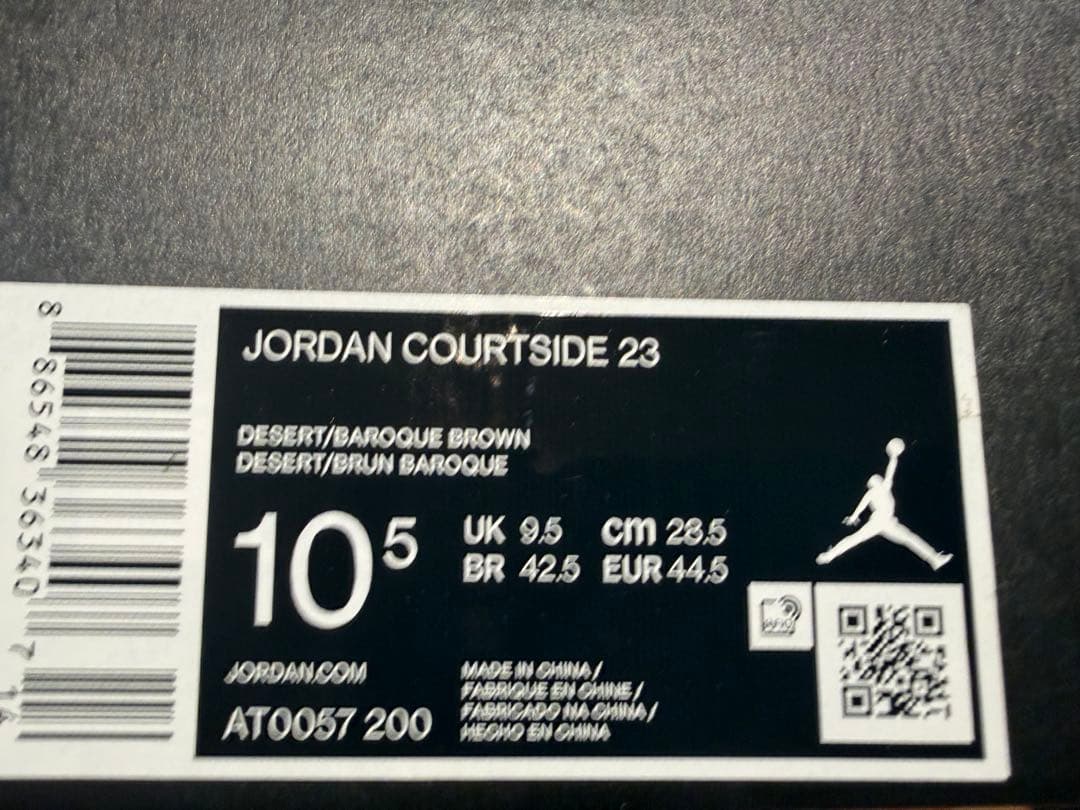 JORDAN COURTSIDE 23
DESERT/BAROQUE BROWN
DESERT/BRUN BAROQUE
10⁵
UK 9.5 cm 28.5
BR 42.5 EUR 44.5
JORDAN.COM
AT0057 200
MADE IN CHINA /
FABRIQUE EN CHINE /
FABRICADO NA CHINA /
HECHO EN CHINA
8 86548 36340 7